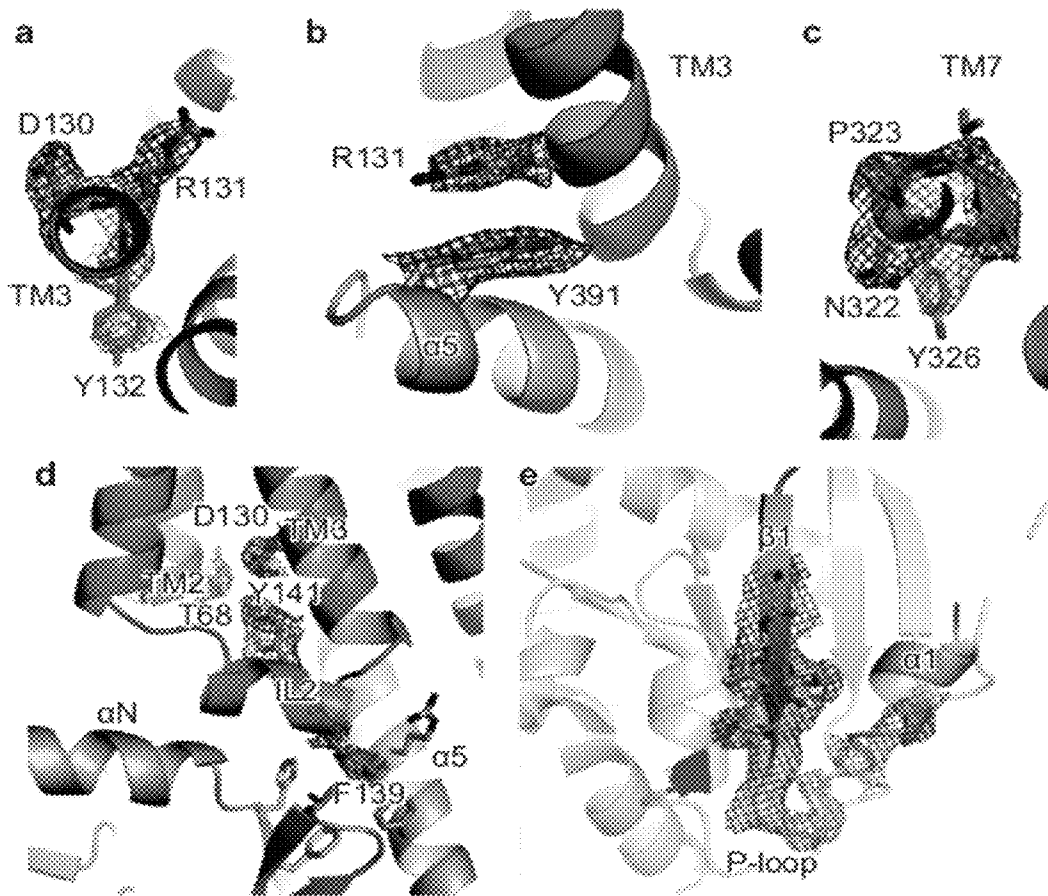 a
D130
R131
TM3
Y132
b
TM3
R131
Y391
α5
c
TM7
P323
N322
Y326
d
D130
TM3
TM2
Y141
T68
IL2
αN
α5
F139
e
β1
α1
P-loop